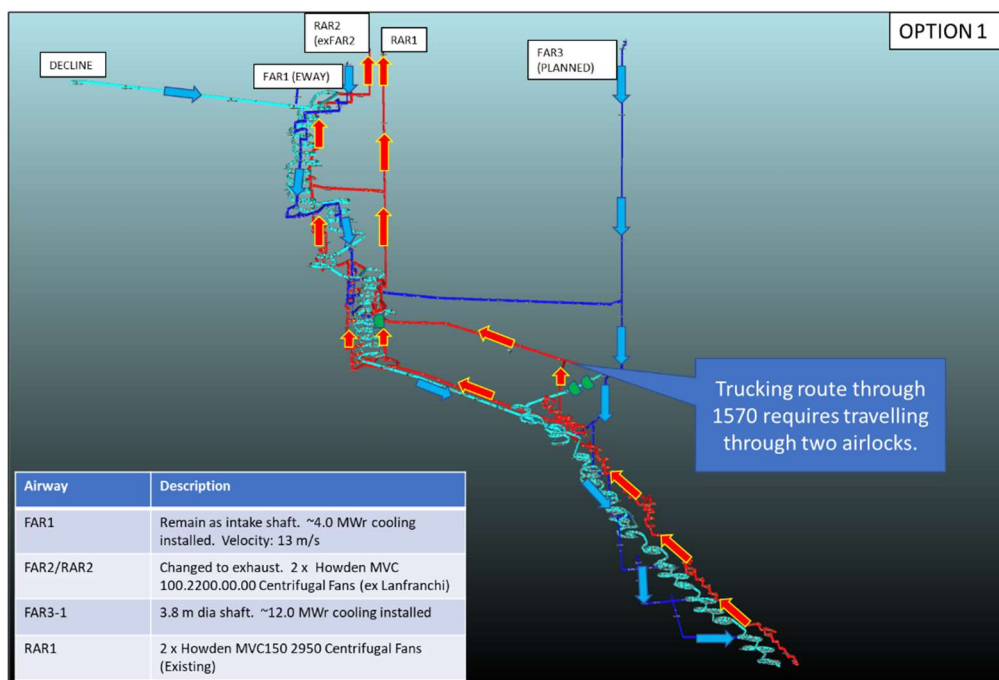 OPTION 1
RAR2
(exFAR2
RAR1
FAR3
(PLANNED)
DECLINE
FAR1 (EWAY)
Trucking route through
1570 requires travelling
through two airlocks.
Airway Description
FAR1 Remain as intake shaft. ~4.0 MWr cooling
installed. Velocity: 13 m/s
FAR2/RAR2 Changed to exhaust. 2 x Howden MVC
100.2200.00.00 Centrifugal Fans (ex Lanfranchi)
FAR3-1 3.8 m dia shaft. ~12.0 MWr cooling installed
RAR1 2 x Howden MVC150 2950 Centrifugal Fans
(Existing)